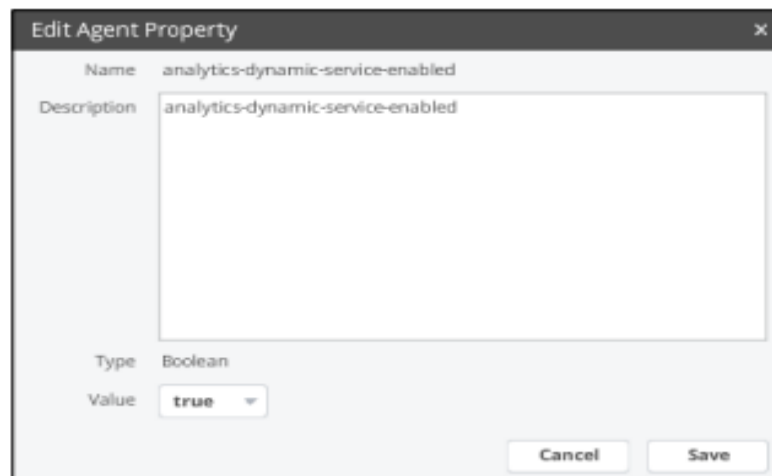 Edit Agent Property ×
Name analytics-dynamic-service-enabled
Description analytics-dynamic-service-enabled
Type Boolean
Value true
Cancel Save